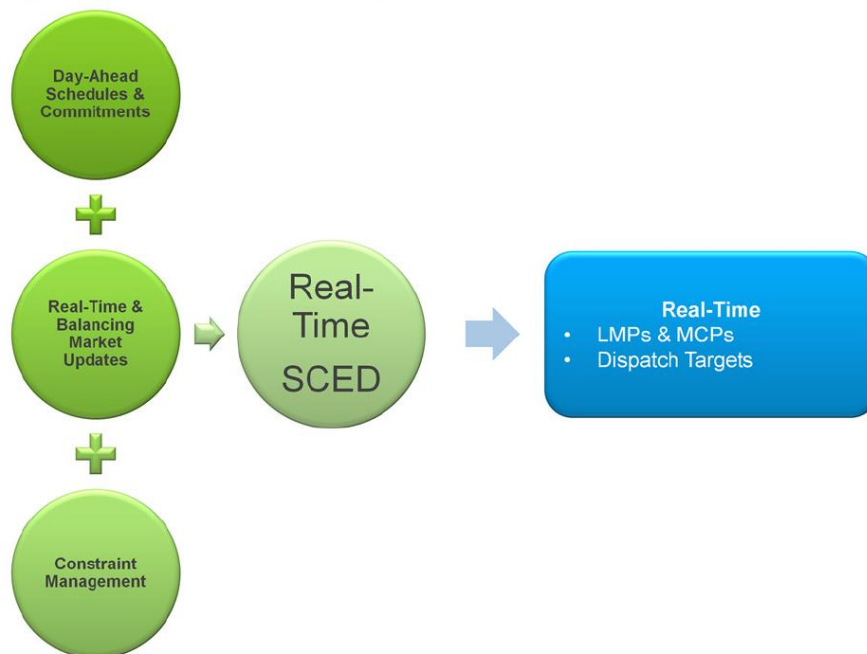 Day-Ahead
Schedules &
Commitments
Real-Time &
Balancing
Market
Updates
Constraint
Management
Real-
Time
SCED
Real-Time
• LMPs & MCPs
• Dispatch Targets